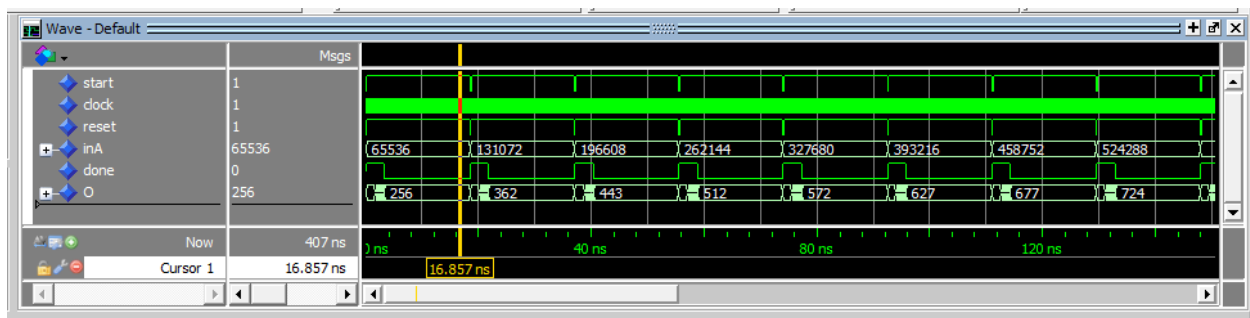 Wave - Default
Msgs
start 1
clock 1
reset 1
inA 65536 65536 131072 196608 262144 327680 393216 458752 524288
done 0
O 256 256 362 443 512 572 627 677 724
Now 407 ns 0 ns 40 ns 80 ns 120 ns
Cursor 1 16.857 ns 16.857 ns